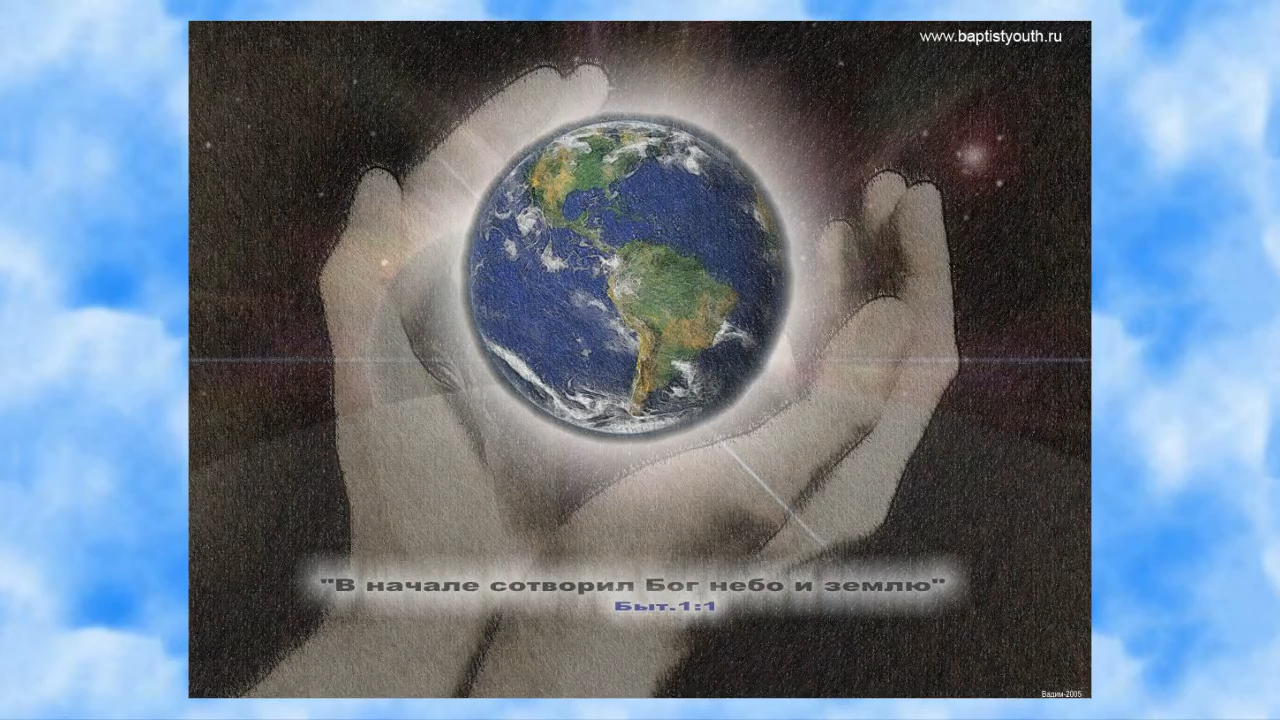 www.baptistyouth.ru
"В начале сотворил Бог небо и землю"
Быт.1:1
Вадим-2005